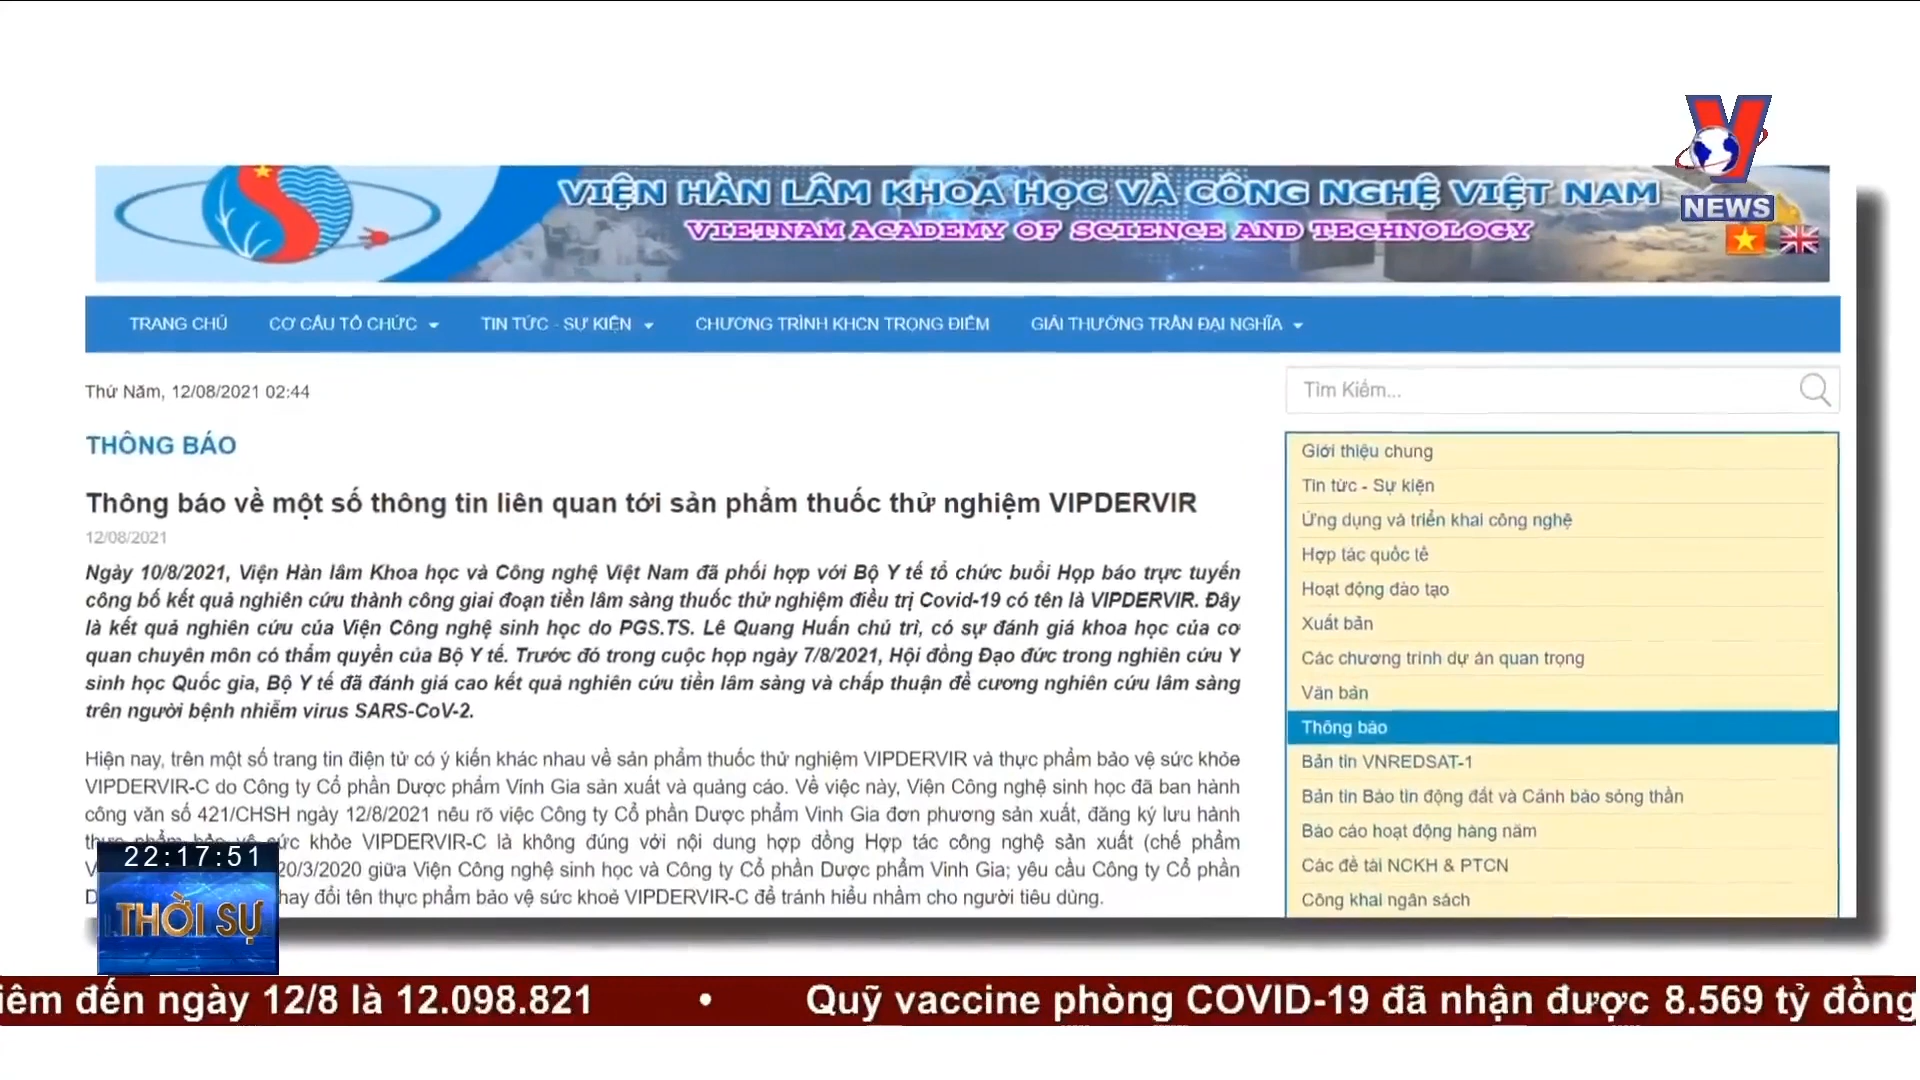 VIỆN HÀN LÂM KHOA HỌC VÀ CÔNG NGHỆ VIỆT NAM
VIETNAM ACADEMY OF SCIENCE AND TECHNOLOGY
V
NEWS
TRANG CHỦ CƠ CẤU TỔ CHỨC TIN TỨC - SỰ KIỆN CHƯƠNG TRÌNH KHCN TRỌNG ĐIỂM GIẢI THƯỞNG TRẦN ĐẠI NGHĨA
Thứ Năm, 12/08/2021 02:44
THÔNG BÁO
Thông báo về một số thông tin liên quan tới sản phẩm thuốc thử nghiệm VIPDERVIR
12/08/2021
Ngày 10/8/2021, Viện Hàn lâm Khoa học và Công nghệ Việt Nam đã phối hợp với Bộ Y tế tổ chức buổi Họp báo trực tuyến
công bố kết quả nghiên cứu thành công giai đoạn tiền lâm sàng thuốc thử nghiệm điều trị Covid-19 có tên là VIPDERVIR. Đây
là kết quả nghiên cứu của Viện Công nghệ sinh học do PGS.TS. Lê Quang Huấn chủ trì, có sự đánh giá khoa học của cơ
quan chuyên môn có thẩm quyền của Bộ Y tế. Trước đó trong cuộc họp ngày 7/8/2021, Hội đồng Đạo đức trong nghiên cứu Y
sinh học Quốc gia, Bộ Y tế đã đánh giá cao kết quả nghiên cứu tiền lâm sàng và chấp thuận đề cương nghiên cứu lâm sàng
trên người bệnh nhiễm virus SARS-CoV-2.
Hiện nay, trên một số trang tin điện tử có ý kiến khác nhau về sản phẩm thuốc thử nghiệm VIPDERVIR và thực phẩm bảo vệ sức khỏe
VIPDERVIR-C do Công ty Cổ phần Dược phẩm Vinh Gia sản xuất và quảng cáo. Về việc này, Viện Công nghệ sinh học đã ban hành
công văn số 421/CHSH ngày 12/8/2021 nêu rõ việc Công ty Cổ phần Dược phẩm Vinh Gia đơn phương sản xuất, đăng ký lưu hành
thực phẩm bảo vệ sức khỏe VIPDERVIR-C là không đúng với nội dung hợp đồng Hợp tác công nghệ sản xuất (chế phẩm
20/3/2020 giữa Viện Công nghệ sinh học và Công ty Cổ phần Dược phẩm Vinh Gia; yêu cầu Công ty Cổ phần
hay đổi tên thực phẩm bảo vệ sức khoẻ VIPDERVIR-C để tránh hiểu nhầm cho người tiêu dùng.
Tìm Kiếm...
Giới thiệu chung
Tin tức - Sự kiện
Ứng dụng và triển khai công nghệ
Hợp tác quốc tế
Hoạt động đào tạo
Xuất bản
Các chương trình dự án quan trọng
Văn bản
Thông báo
Bản tin VNREDSAT-1
Bản tin Báo tin động đất và Cảnh báo sóng thần
Báo cáo hoạt động hàng năm
Các đề tài NCKH & PTCN
Công khai ngân sách
22:17:51
THỜI SỰ
iêm đến ngày 12/8 là 12.098.821 • Quỹ vaccine phòng COVID-19 đã nhận được 8.569 tỷ đồng